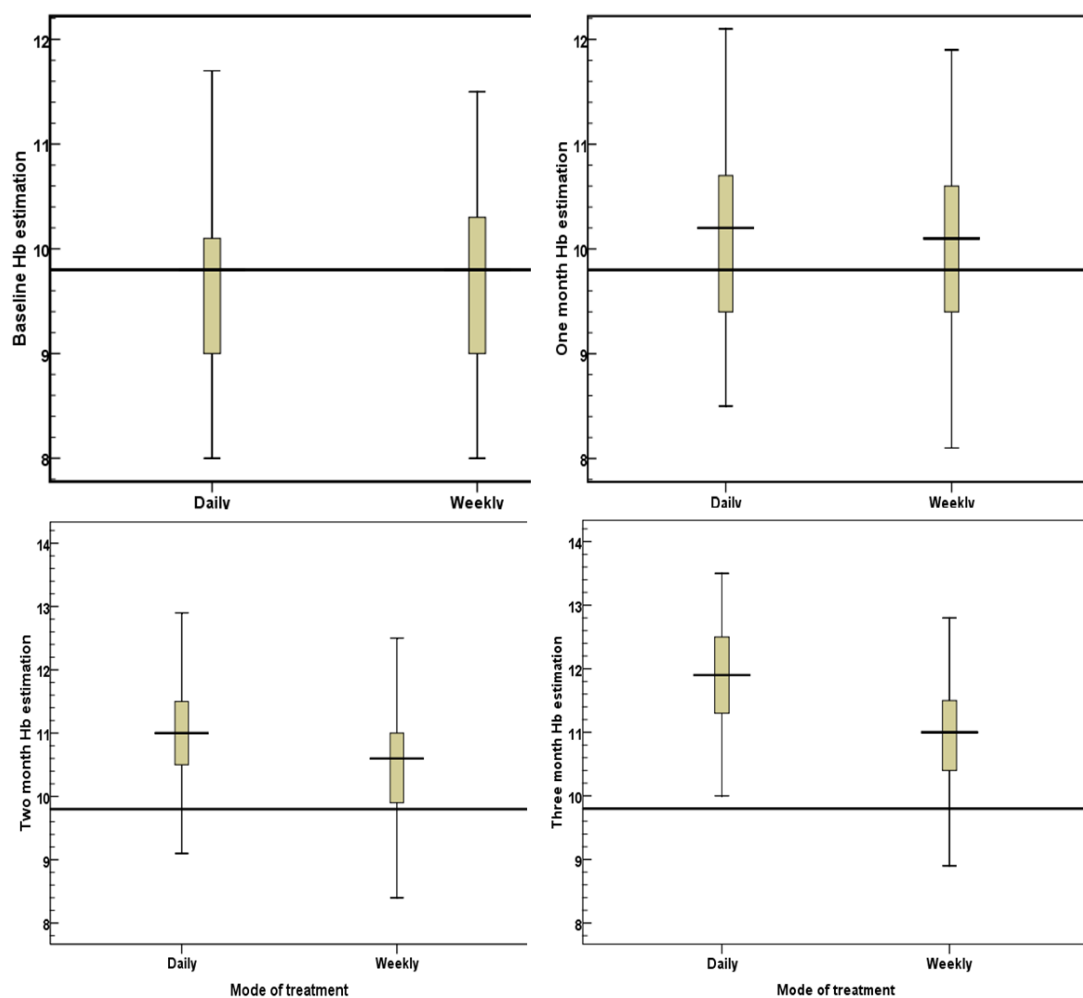 Baseline Hb estimation
12
11
10
9
8
Daily Weekly
One month Hb estimation
12
11
10
9
8
Daily Weekly
Two month Hb estimation
14
13
12
11
10
9
8
Daily Weekly
Mode of treatment
Three month Hb estimation
14
13
12
11
10
9
8
Daily Weekly
Mode of treatment